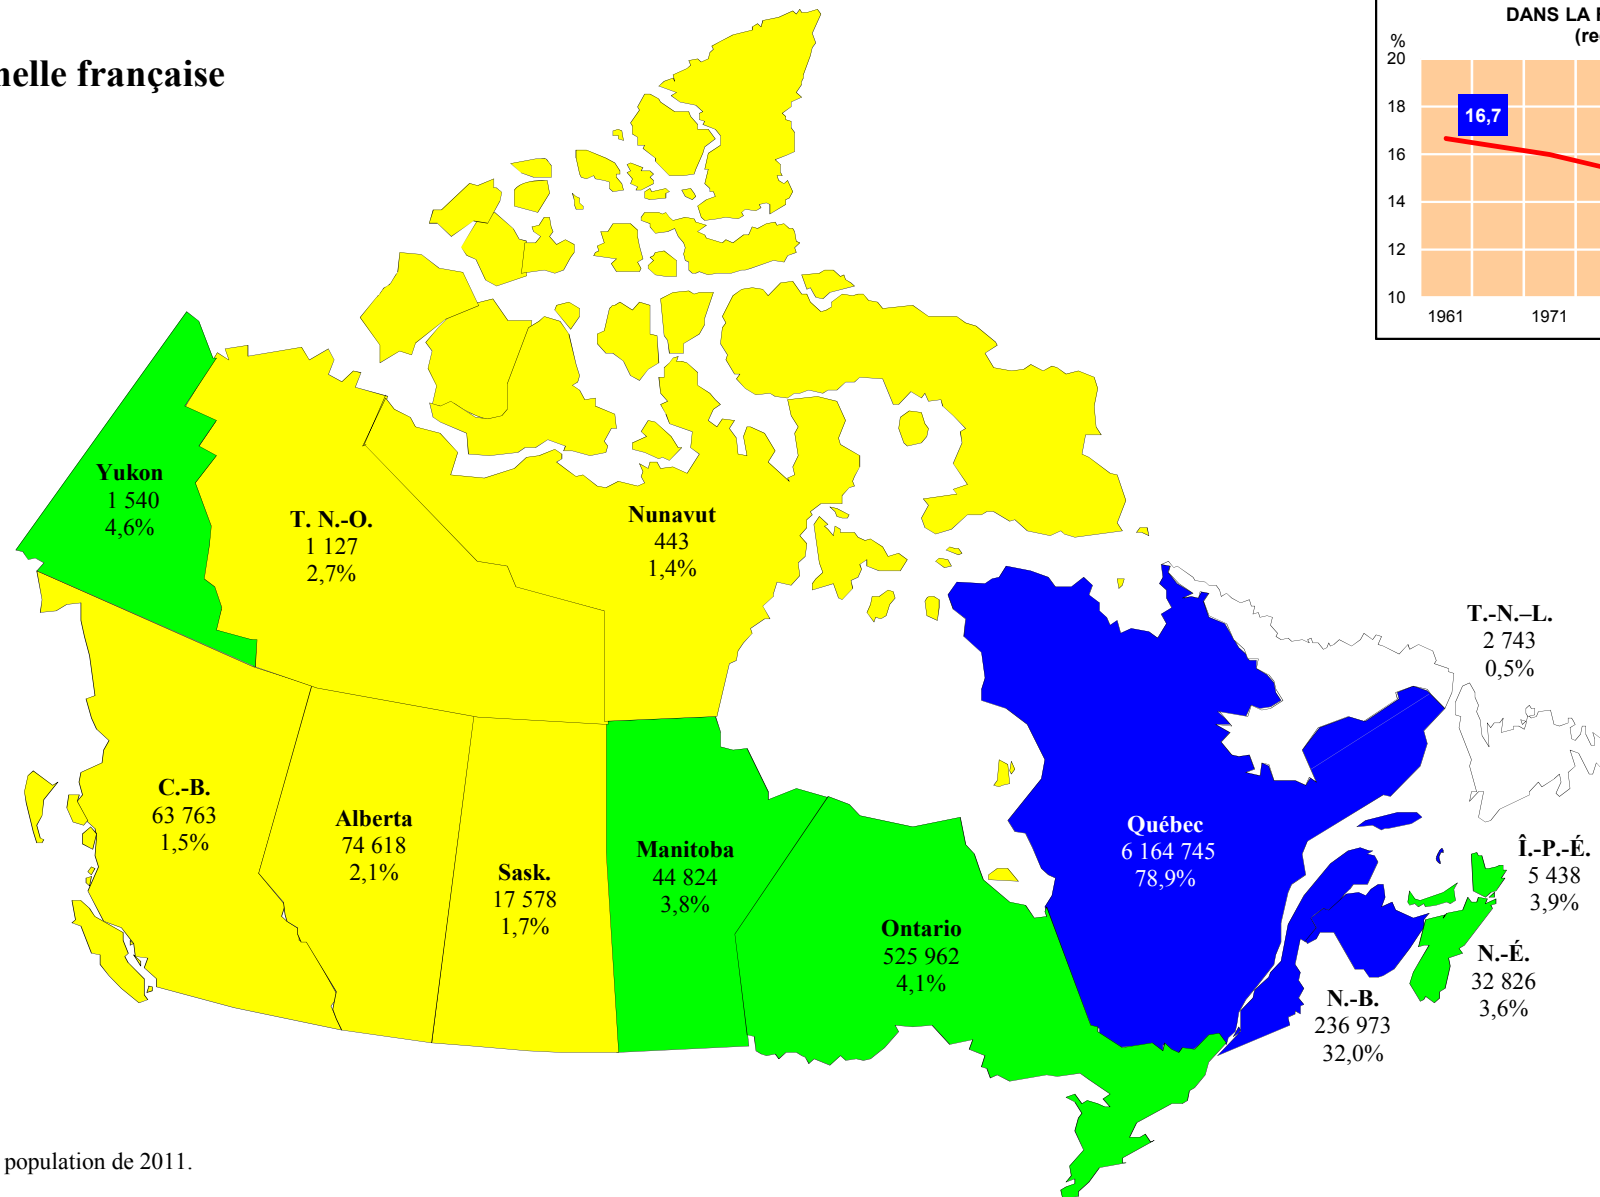 DANS LA
(re
%
20
18
16
14
12
10
16,7
1961
1971
nelle française
Yukon
1 540
4,6%
T. N.-O.
1 127
2,7%
Nunavut
443
1,4%
T.-N.–L.
2 743
0,5%
C.-B.
63 763
1,5%
Alberta
74 618
2,1%
Sask.
17 578
1,7%
Manitoba
44 824
3,8%
Ontario
525 962
4,1%
Québec
6 164 745
78,9%
Î.-P.-É.
5 438
3,9%
N.-É.
32 826
3,6%
N.-B.
236 973
32,0%
population de 2011.